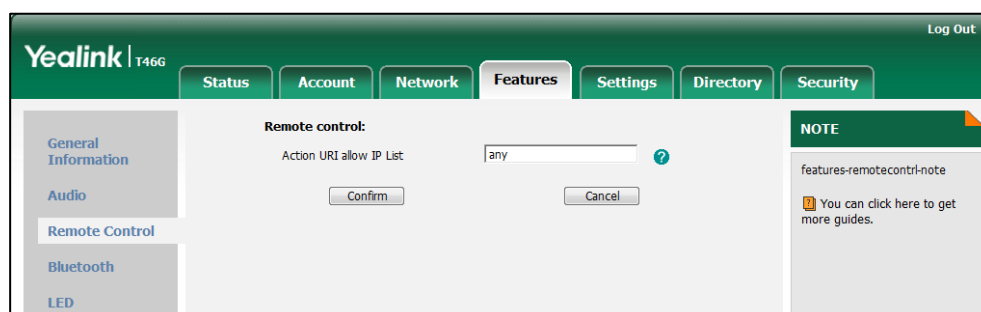 Log Out
Yealink T46G
Status Account Network Features Settings Directory Security
General
Information
Audio
Remote Control
Bluetooth
LED
Remote control:
Action URI allow IP List any ?
Confirm Cancel
NOTE
features-remotecontrl-note
? You can click here to get
more guides.